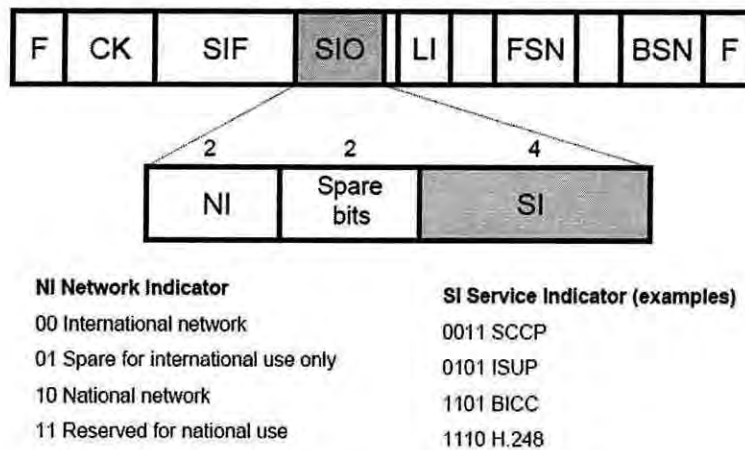 F CK SIF SIO LI FSN BSN F
2 2 4
NI Spare bits SI
NI Network Indicator
00 International network
01 Spare for international use only
10 National network
11 Reserved for national use
SI Service Indicator (examples)
0011 SCCP
0101 ISUP
1101 BICC
1110 H.248